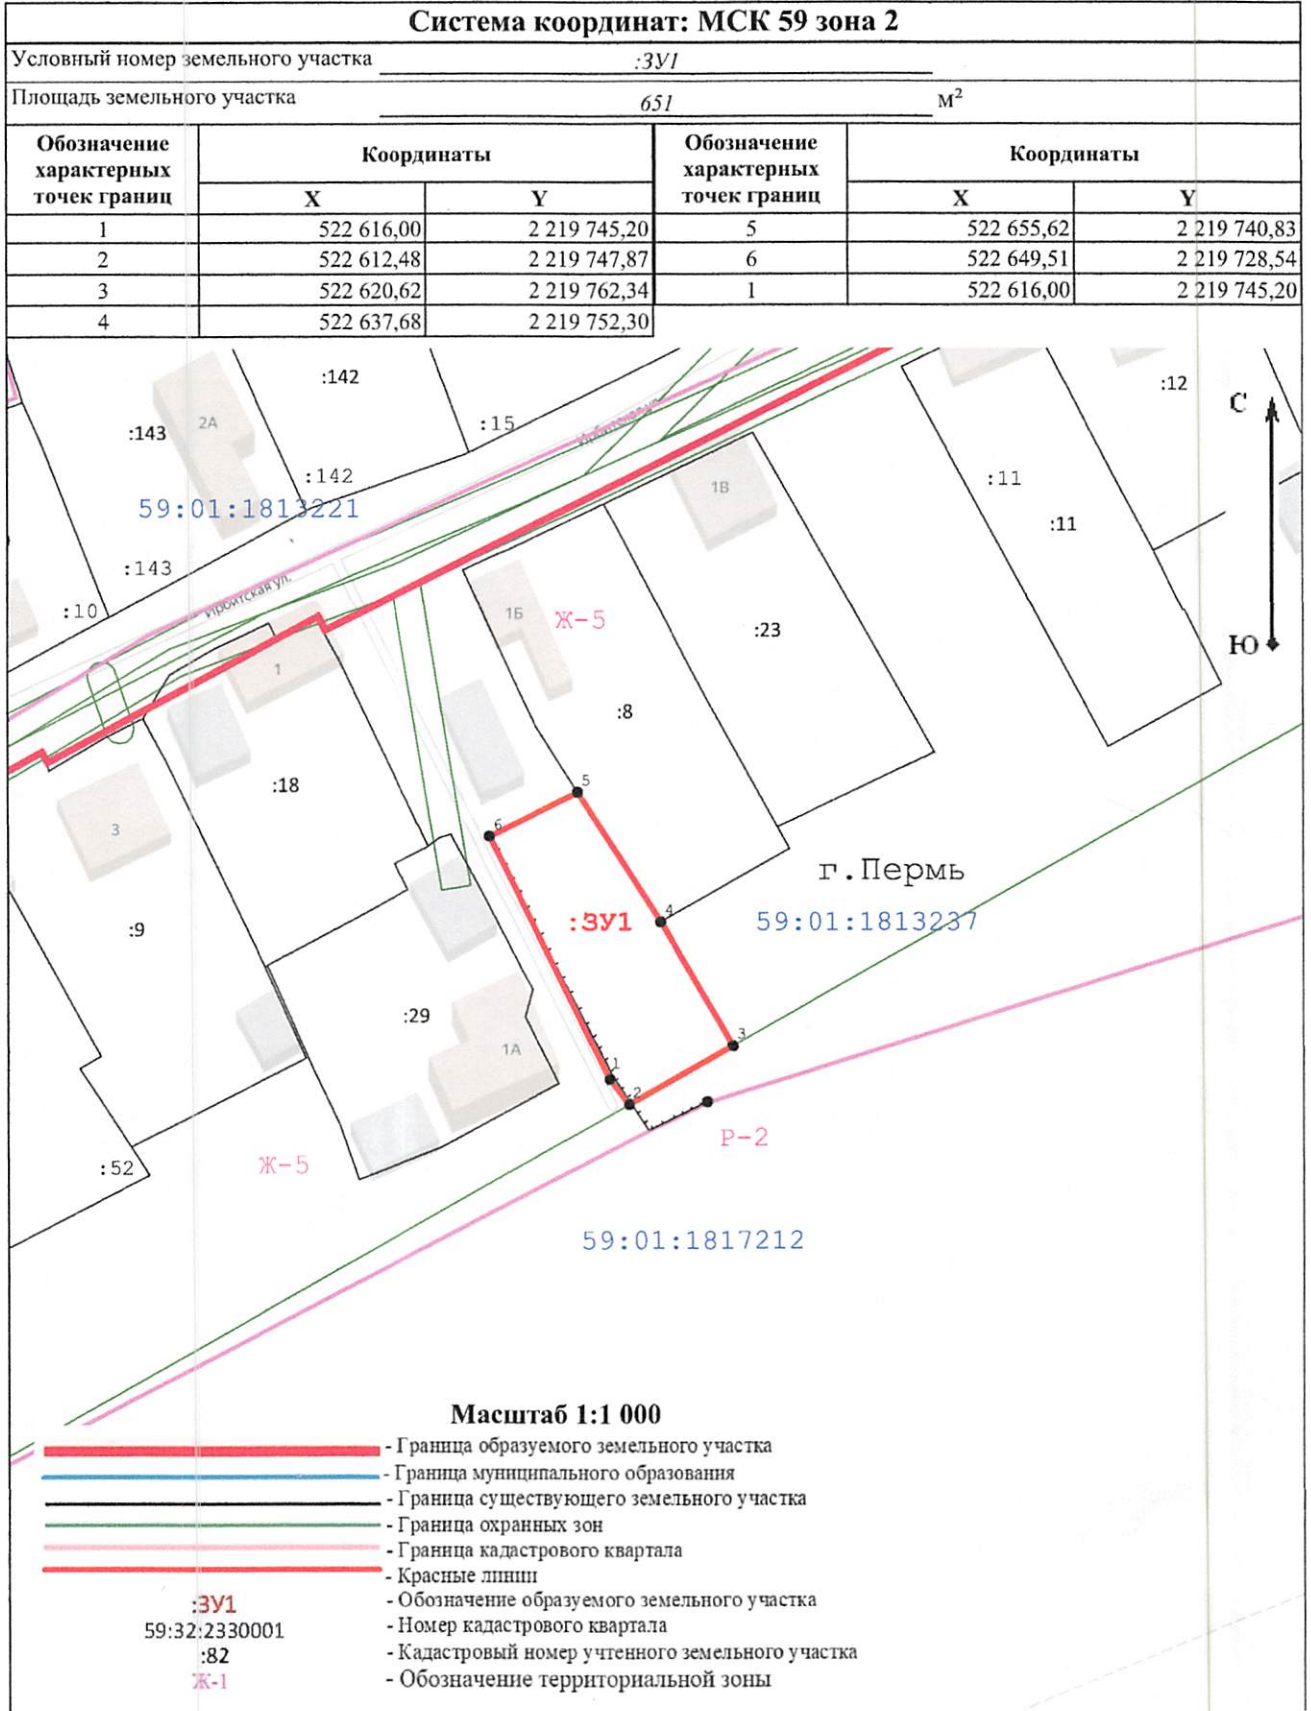 Система координат: МСК 59 зона 2
Условный номер земельного участка :ЗУ1
Площадь земельного участка 651 м²
Обозначение характерных точек границ Координаты Обозначение характерных точек границ Координаты
X Y X Y
1 522 616,00 2 219 745,20 5 522 655,62 2 219 740,83
2 522 612,48 2 219 747,87 6 522 649,51 2 219 728,54
3 522 620,62 2 219 762,34 1 522 616,00 2 219 745,20
4 522 637,68 2 219 752,30
:142
:12
С
:143
2А
:15
Ирбитская ул.
:142
:11
1В
59:01:1813221
:11
:143
Ирбитская ул.
:10
1Б
Ж-5
:23
Ю
1
:8
:18
5
3
6
г.Пермь
:ЗУ1
4
59:01:1813237
:9
:29
3
1А
1
2
Р-2
:52
Ж-5
59:01:1817212
Масштаб 1:1 000
- Граница образуемого земельного участка
- Граница муниципального образования
- Граница существующего земельного участка
- Граница охранных зон
- Граница кадастрового квартала
- Красные линии
:ЗУ1 - Обозначение образуемого земельного участка
59:32:2330001 - Номер кадастрового квартала
:82 - Кадастровый номер учтенного земельного участка
Ж-1 - Обозначение территориальной зоны